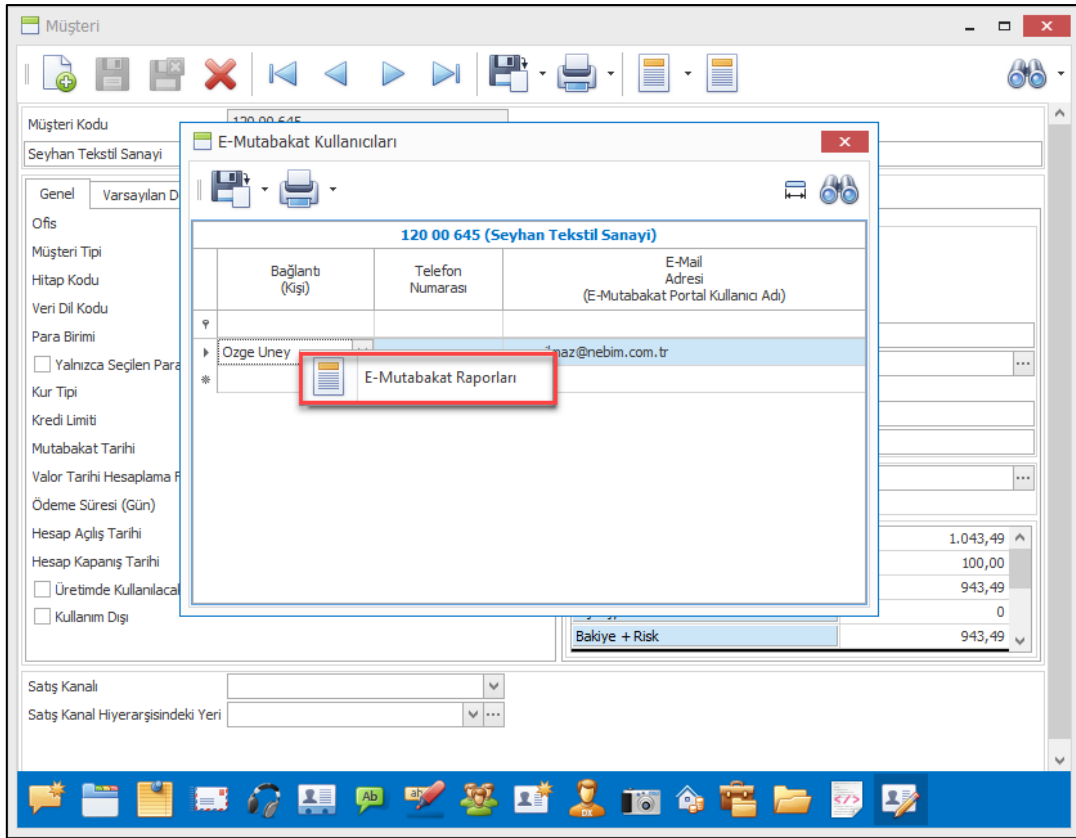 Müşteri
Müşteri Kodu
120 00 645
Seyhan Tekstil Sanayi
Genel
Varsayılan D
Ofis
Müşteri Tipi
Hitap Kodu
Veri Dil Kodu
Para Birimi
Yalnızca Seçilen Para
Kur Tipi
Kredi Limiti
Mutabakat Tarihi
Valor Tarihi Hesaplama F
Ödeme Süresi (Gün)
Hesap Açılış Tarihi
Hesap Kapanış Tarihi
Üretimde Kullanılacal
Kullanım Dışı
E-Mutabakat Kullanıcıları
120 00 645 (Seyhan Tekstil Sanayi)
Bağlantı
(Kişi)
Telefon
Numarası
E-Mail
Adresi
(E-Mutabakat Portal Kullanıcı Adı)
Ozge Uney
maz@nebim.com.tr
E-Mutabakat Raporları
1.043,49
100,00
943,49
0
Bakiye + Risk
943,49
Satış Kanalı
Satış Kanal Hiyerarşisindeki Yeri
Ab